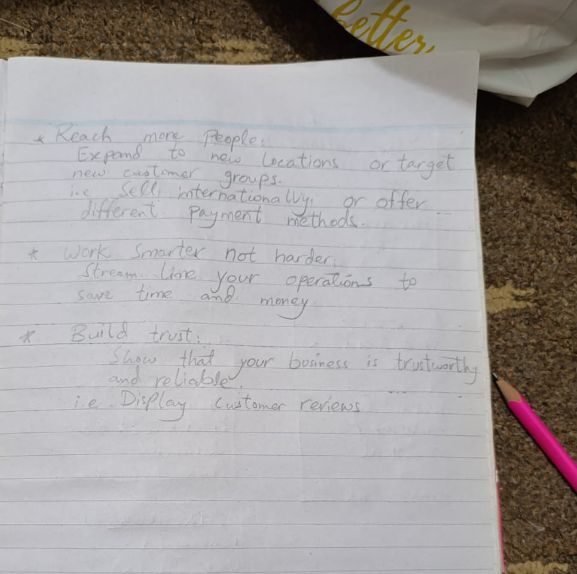 better,
* Reach more People:
Expand to new locations or target
new customer groups.
i.e Sell internationally, or offer
different Payment methods.
* Work Smarter not harder:
Stream line your operations to
save time and money.
* Build trust:
Show that your business is trustworthy
and reliable.
i.e. Display customer reviews